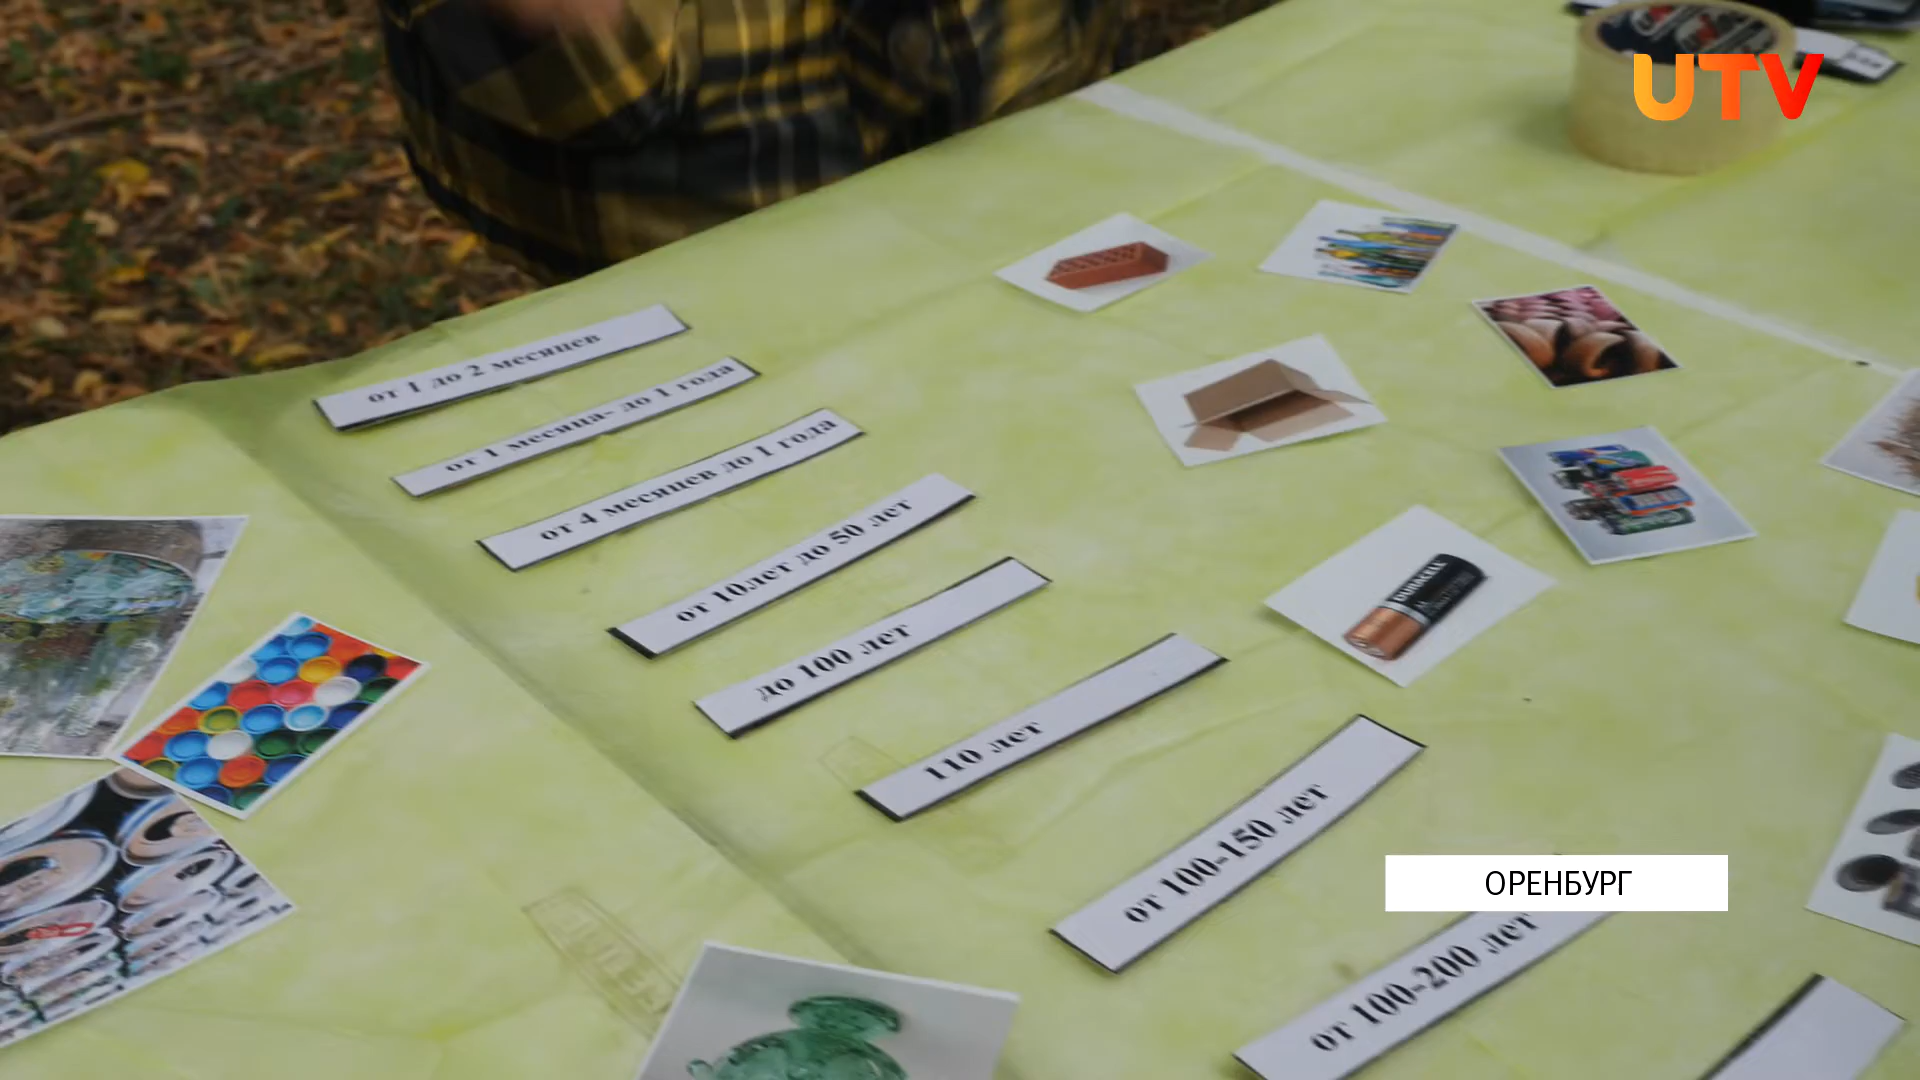 UTV
от 1 до 2 месяцев
от 1 месяца- до 1 года
от 4 месяцев до 1 года
от 10лет до 50 лет
до 100 лет
110 лет
от 100-150 лет
от 100-200 лет
DURACELL
ОРЕНБУРГ